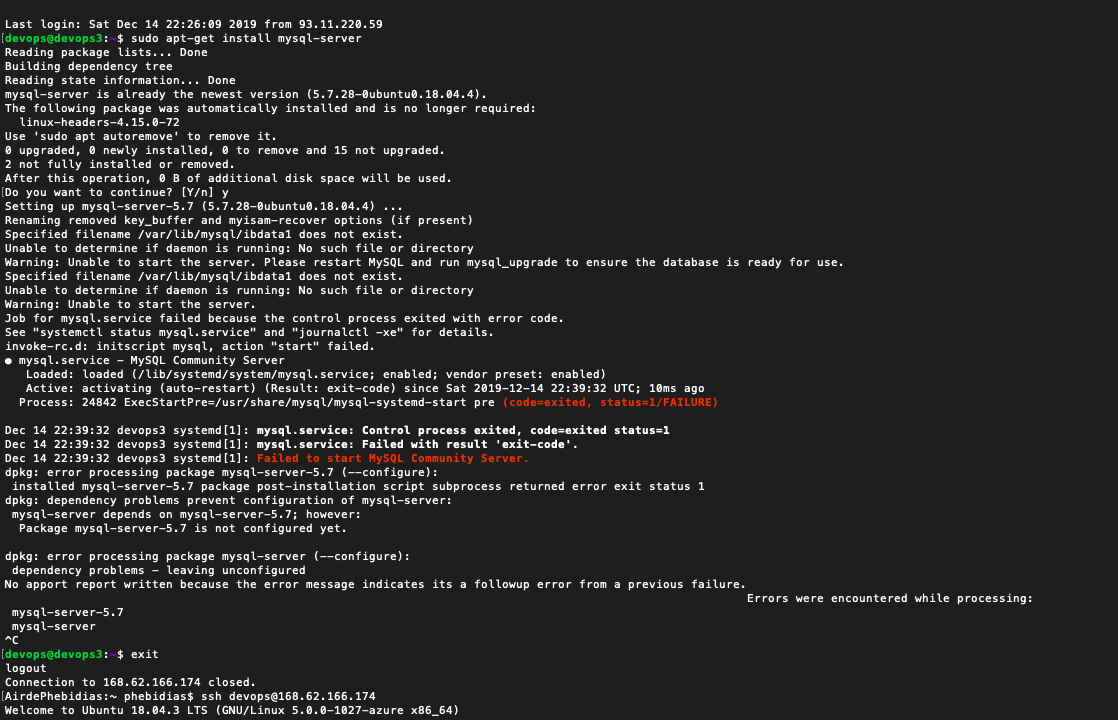 Last login: Sat Dec 14 22:26:09 2019 from 93.11.220.59
[devops@devops3:~$ sudo apt-get install mysql-server
Reading package lists... Done
Building dependency tree
Reading state information... Done
mysql-server is already the newest version (5.7.28-0ubuntu0.18.04.4).
The following package was automatically installed and is no longer required:
  linux-headers-4.15.0-72
Use 'sudo apt autoremove' to remove it.
0 upgraded, 0 newly installed, 0 to remove and 15 not upgraded.
2 not fully installed or removed.
After this operation, 0 B of additional disk space will be used.
[Do you want to continue? [Y/n] y
Setting up mysql-server-5.7 (5.7.28-0ubuntu0.18.04.4) ...
Renaming removed key_buffer and myisam-recover options (if present)
Specified filename /var/lib/mysql/ibdata1 does not exist.
Unable to determine if daemon is running: No such file or directory
Warning: Unable to start the server. Please restart MySQL and run mysql_upgrade to ensure the database is ready for use.
Specified filename /var/lib/mysql/ibdata1 does not exist.
Unable to determine if daemon is running: No such file or directory
Warning: Unable to start the server.
Job for mysql.service failed because the control process exited with error code.
See "systemctl status mysql.service" and "journalctl -xe" for details.
invoke-rc.d: initscript mysql, action "start" failed.
● mysql.service - MySQL Community Server
   Loaded: loaded (/lib/systemd/system/mysql.service; enabled; vendor preset: enabled)
   Active: activating (auto-restart) (Result: exit-code) since Sat 2019-12-14 22:39:32 UTC; 10ms ago
  Process: 24842 ExecStartPre=/usr/share/mysql/mysql-systemd-start pre (code=exited, status=1/FAILURE)
Dec 14 22:39:32 devops3 systemd[1]: mysql.service: Control process exited, code=exited status=1
Dec 14 22:39:32 devops3 systemd[1]: mysql.service: Failed with result 'exit-code'.
Dec 14 22:39:32 devops3 systemd[1]: Failed to start MySQL Community Server.
dpkg: error processing package mysql-server-5.7 (--configure):
 installed mysql-server-5.7 package post-installation script subprocess returned error exit status 1
dpkg: dependency problems prevent configuration of mysql-server:
 mysql-server depends on mysql-server-5.7; however:
  Package mysql-server-5.7 is not configured yet.
dpkg: error processing package mysql-server (--configure):
 dependency problems - leaving unconfigured
No apport report written because the error message indicates its a followup error from a previous failure.
Errors were encountered while processing:
 mysql-server-5.7
 mysql-server
^C
[devops@devops3:~$ exit
logout
Connection to 168.62.166.174 closed.
[AirdePhebidias:~ phebidias$ ssh devops@168.62.166.174
Welcome to Ubuntu 18.04.3 LTS (GNU/Linux 5.0.0-1027-azure x86_64)